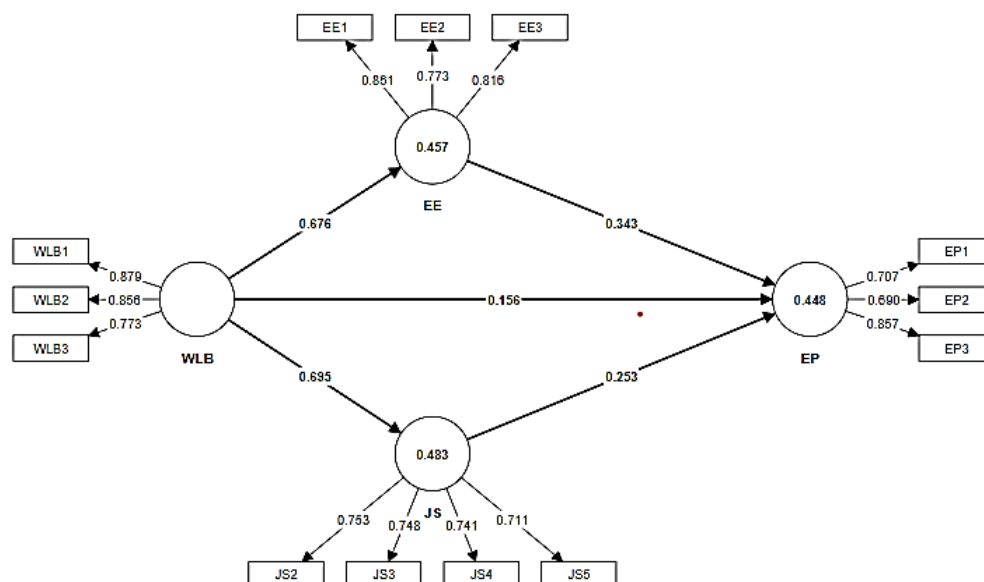 EE1 EE2 EE3
0.861 0.773 0.816
0.457
EE
0.676 0.343
WLB1 EP1
0.879 0.707
WLB2 0.856 0.156 0.448 0.690 EP2
0.773 0.857
WLB3 EP3
WLB EP
0.695 0.253
0.483
JS
0.753 0.748 0.741 0.711
JS2 JS3 JS4 JS5